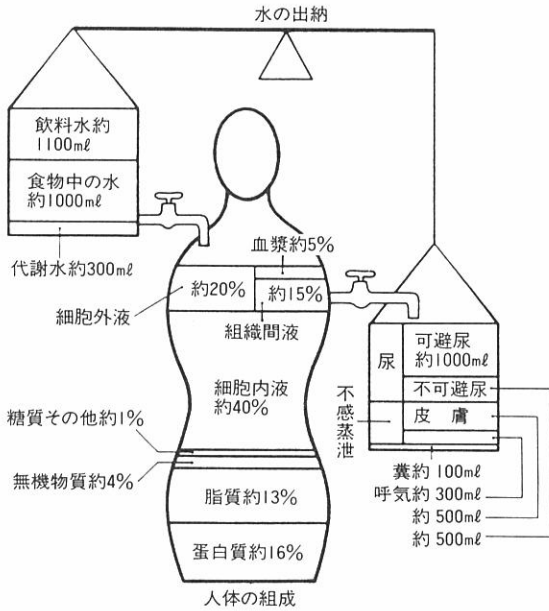 水の出納
飲料水約
1100mℓ
食物中の水
約1000mℓ
代謝水約300mℓ
血漿約5%
約20%
約15%
細胞外液
組織間液
細胞内液
約40%
糖質その他約1%
無機物質約4%
脂質約13%
蛋白質約16%
人体の組成
尿
可避尿
約1000mℓ
不可避尿
不感蒸泄
皮膚
糞約100mℓ
呼気約300mℓ
約500mℓ
約500mℓ